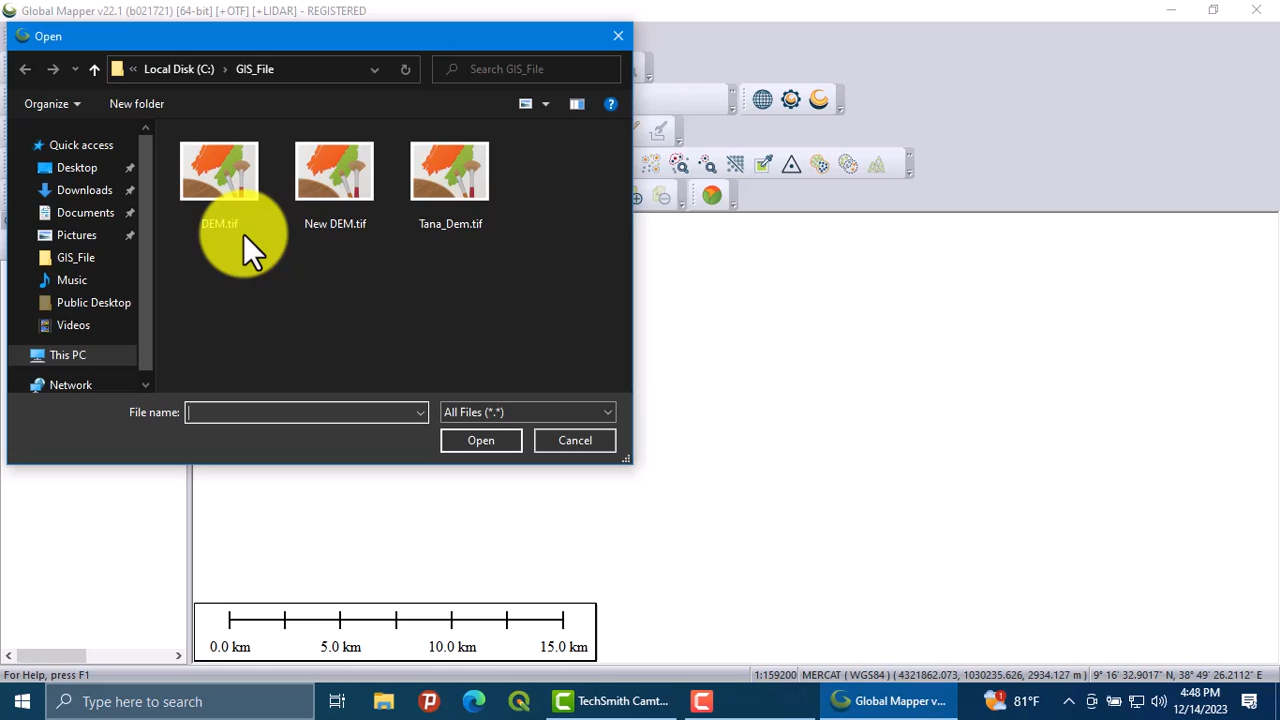 Global Mapper v22.1 (b021721) [64-bit] [+OTF] [+LIDAR] - REGISTERED
Open
Local Disk (C:) › GIS_File
Search GIS_File
Organize
New folder
Quick access
Desktop
Downloads
Documents
Pictures
GIS_File
Music
Public Desktop
Videos
This PC
Network
DEM.tif
New DEM.tif
Tana_Dem.tif
File name:
All Files (*.*)
Open
Cancel
0.0 km
5.0 km
10.0 km
15.0 km
For Help, press F1
1:159200
MERCAT (WGS84) ( 4321862.073, 1030235.626, 2934.127 m )
9° 16' 32.9017" N, 38° 49' 26.2112" E
Type here to search
TechSmith Camt...
Global Mapper v...
81°F
4:48 PM
12/14/2023